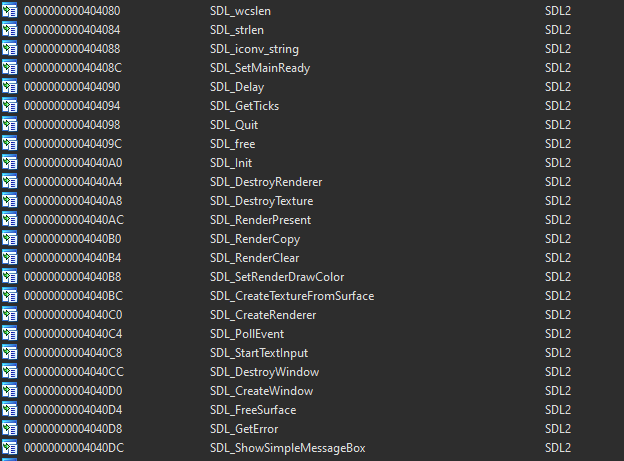 0000000000404080 SDL_wcslen SDL2
0000000000404084 SDL_strlen SDL2
0000000000404088 SDL_iconv_string SDL2
000000000040408C SDL_SetMainReady SDL2
0000000000404090 SDL_Delay SDL2
0000000000404094 SDL_GetTicks SDL2
0000000000404098 SDL_Quit SDL2
000000000040409C SDL_free SDL2
00000000004040A0 SDL_Init SDL2
00000000004040A4 SDL_DestroyRenderer SDL2
00000000004040A8 SDL_DestroyTexture SDL2
00000000004040AC SDL_RenderPresent SDL2
00000000004040B0 SDL_RenderCopy SDL2
00000000004040B4 SDL_RenderClear SDL2
00000000004040B8 SDL_SetRenderDrawColor SDL2
00000000004040BC SDL_CreateTextureFromSurface SDL2
00000000004040C0 SDL_CreateRenderer SDL2
00000000004040C4 SDL_PollEvent SDL2
00000000004040C8 SDL_StartTextInput SDL2
00000000004040CC SDL_DestroyWindow SDL2
00000000004040D0 SDL_CreateWindow SDL2
00000000004040D4 SDL_FreeSurface SDL2
00000000004040D8 SDL_GetError SDL2
00000000004040DC SDL_ShowSimpleMessageBox SDL2